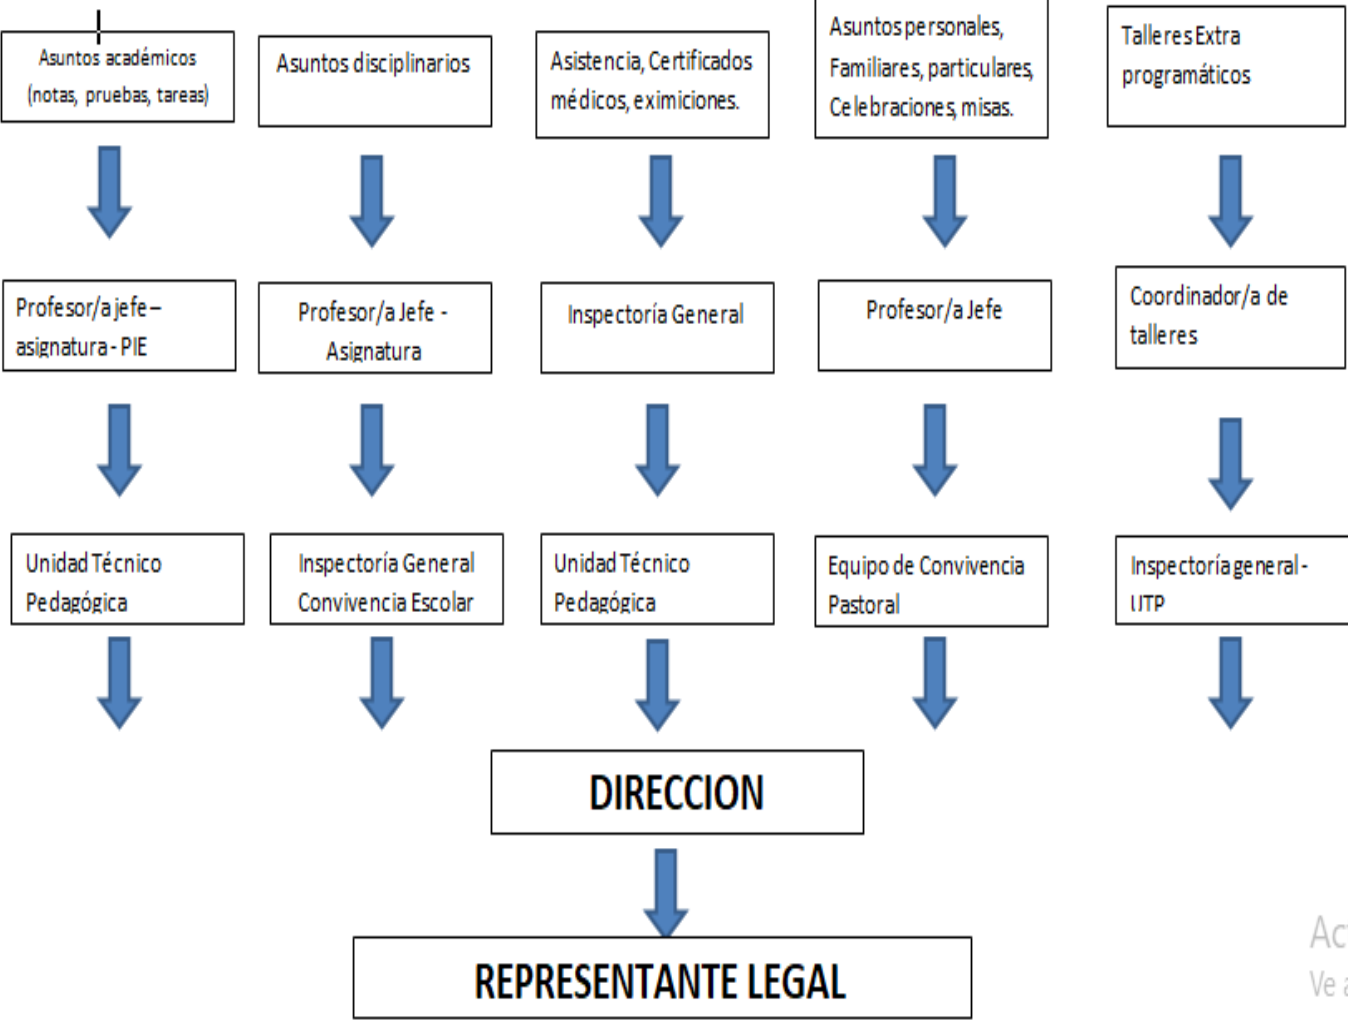 Asuntos académicos
(notas, pruebas, tareas)
Asuntos disciplinarios
Asistencia, Certificados
médicos, eximiciones.
Asuntos personales,
Familiares, particulares,
Celebraciones, misas.
Talleres Extra
programáticos
Profesor/a jefe –
asignatura - PIE
Profesor/a Jefe -
Asignatura
Inspectoría General
Profesor/a Jefe
Coordinador/a de
talleres
Unidad Técnico
Pedagógica
Inspectoría General
Convivencia Escolar
Unidad Técnico
Pedagógica
Equipo de Convivencia
Pastoral
Inspectoría general -
UTP
DIRECCION
REPRESENTANTE LEGAL
Ve a